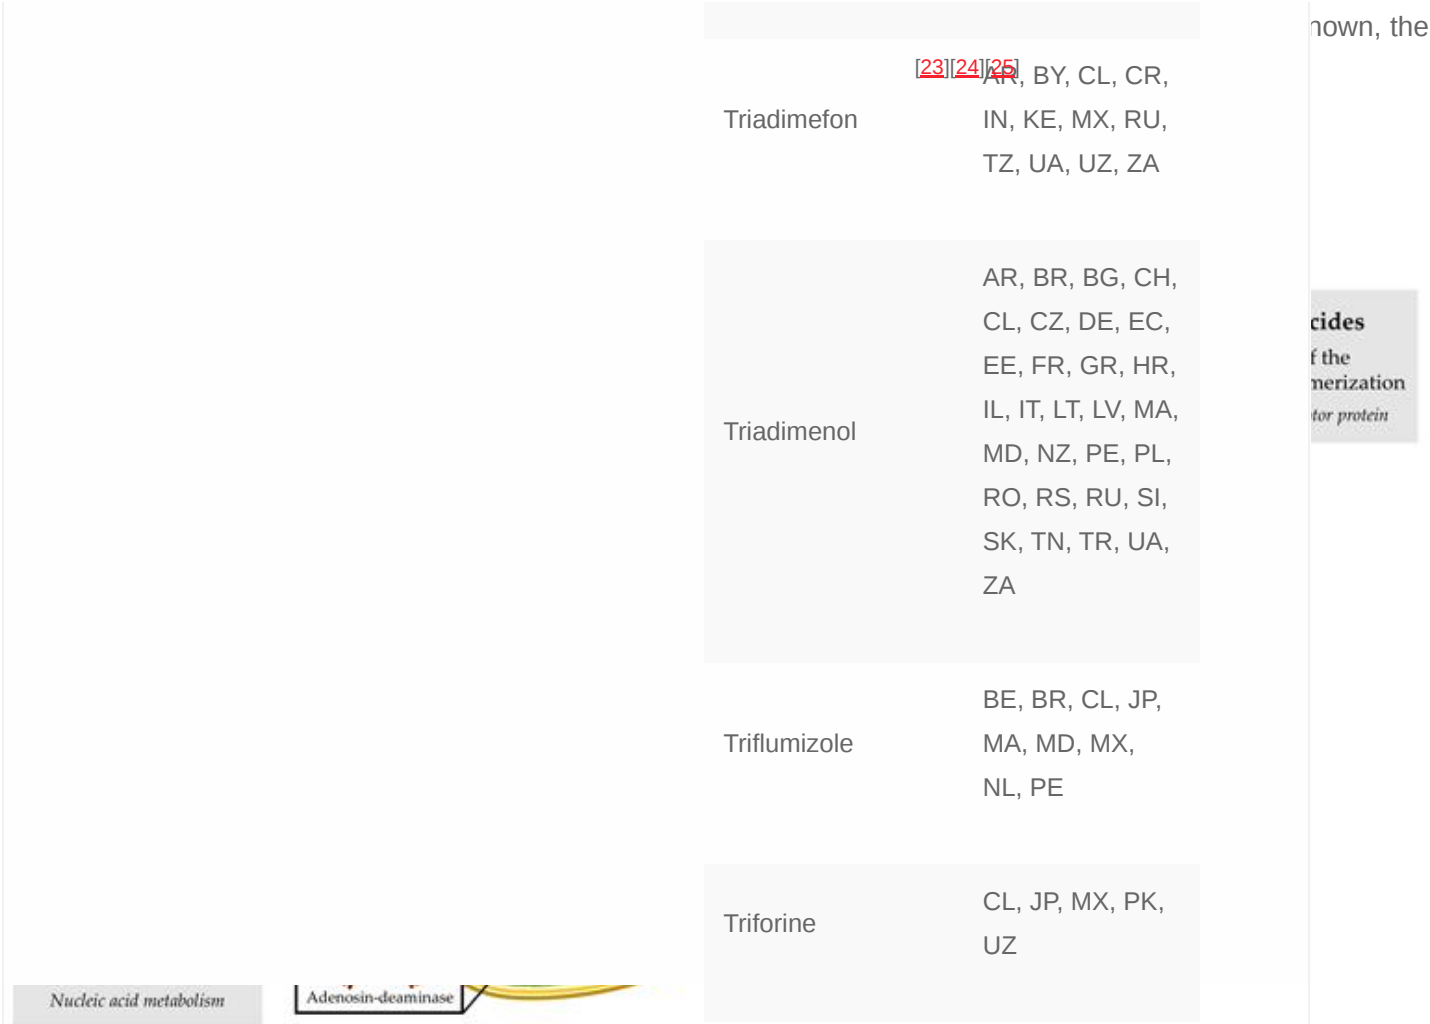 nown, the
[23][24][25]
AR, BY, CL, CR,
Triadimefon
IN, KE, MX, RU,
TZ, UA, UZ, ZA
AR, BR, BG, CH,
CL, CZ, DE, EC,
EE, FR, GR, HR,
IL, IT, LT, LV, MA,
Triadimenol
MD, NZ, PE, PL,
RO, RS, RU, SI,
SK, TN, TR, UA,
ZA
cides
f the
merization
tor protein
BE, BR, CL, JP,
Triflumizole
MA, MD, MX,
NL, PE
CL, JP, MX, PK,
Triforine
UZ
Nucleic acid metabolism
Adenosin-deaminase